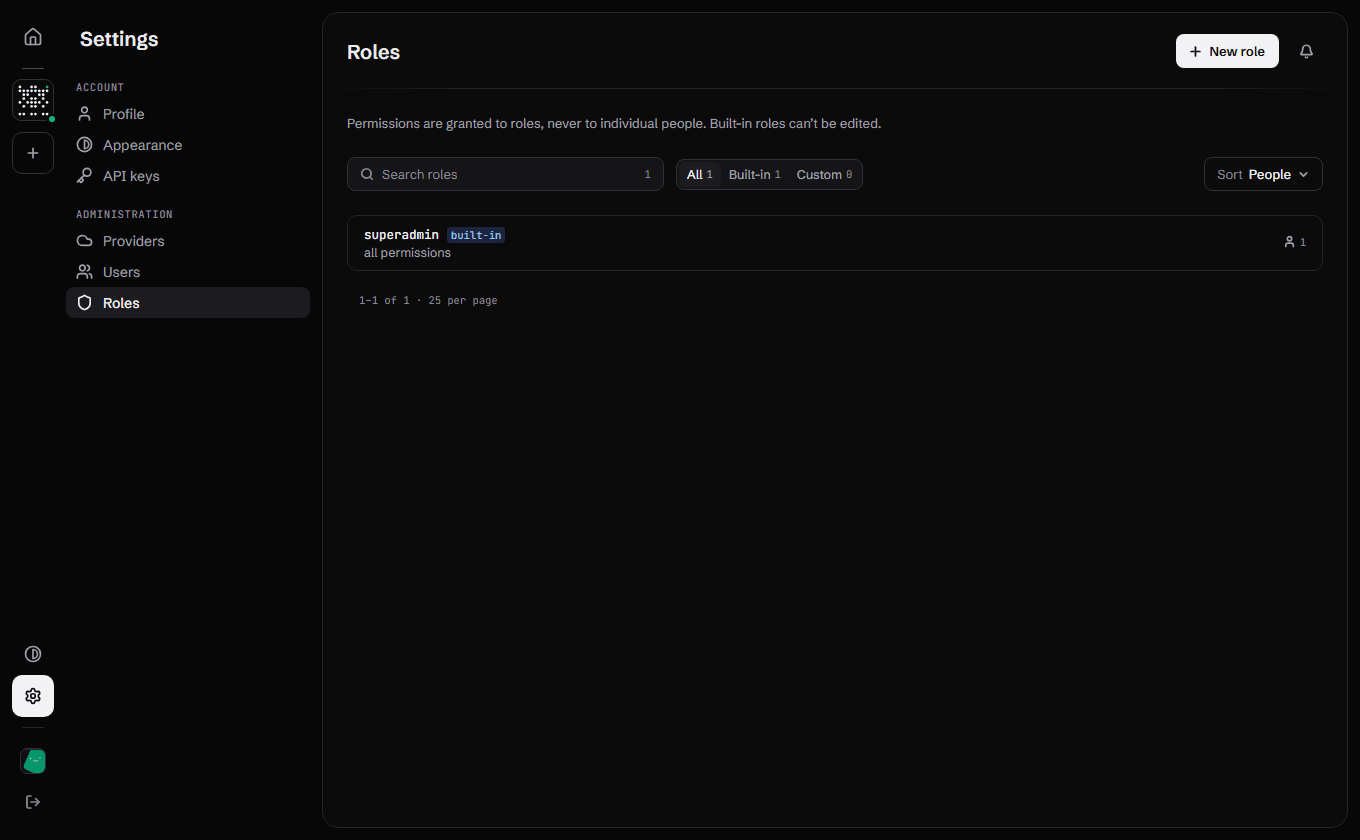 Settings
ACCOUNT
Profile
Appearance
API keys
ADMINISTRATION
Providers
Users
Roles
Roles
New role
Permissions are granted to roles, never to individual people. Built-in roles can't be edited.
Search roles 1
All 1 Built-in 1 Custom 0
Sort People
superadmin built-in
all permissions
1
1–1 of 1 · 25 per page